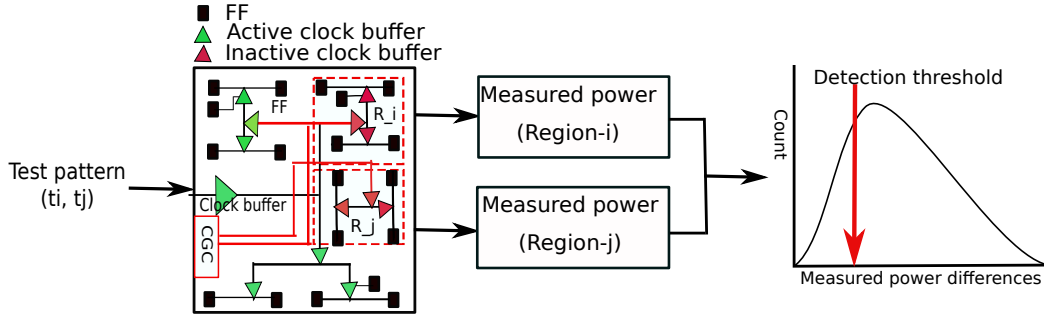 FF
Active clock buffer
Inactive clock buffer
FF
R_i
Test pattern
(ti, tj)
Clock buffer
R_j
CGC
Measured power
(Region-i)
Measured power
(Region-j)
Detection threshold
Count
Measured power differences